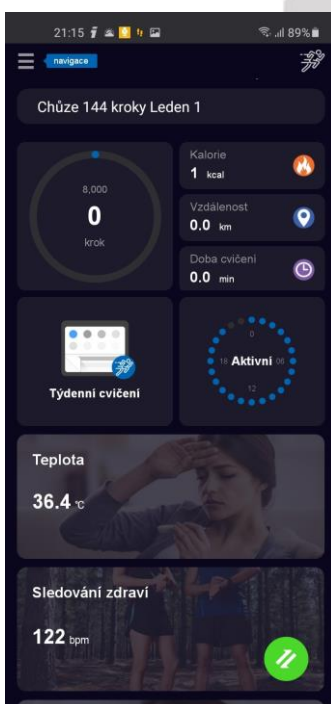 21:15
89%
navigace
Chůze 144 kroky Leden 1
8,000
0
krok
Kalorie
1 kcal
Vzdálenost
0.0 km
Doba cvičení
0.0 min
Týdenní cvičení
0
18 Aktivní 06
12
Teplota
36.4 °C
Sledování zdraví
122 bpm